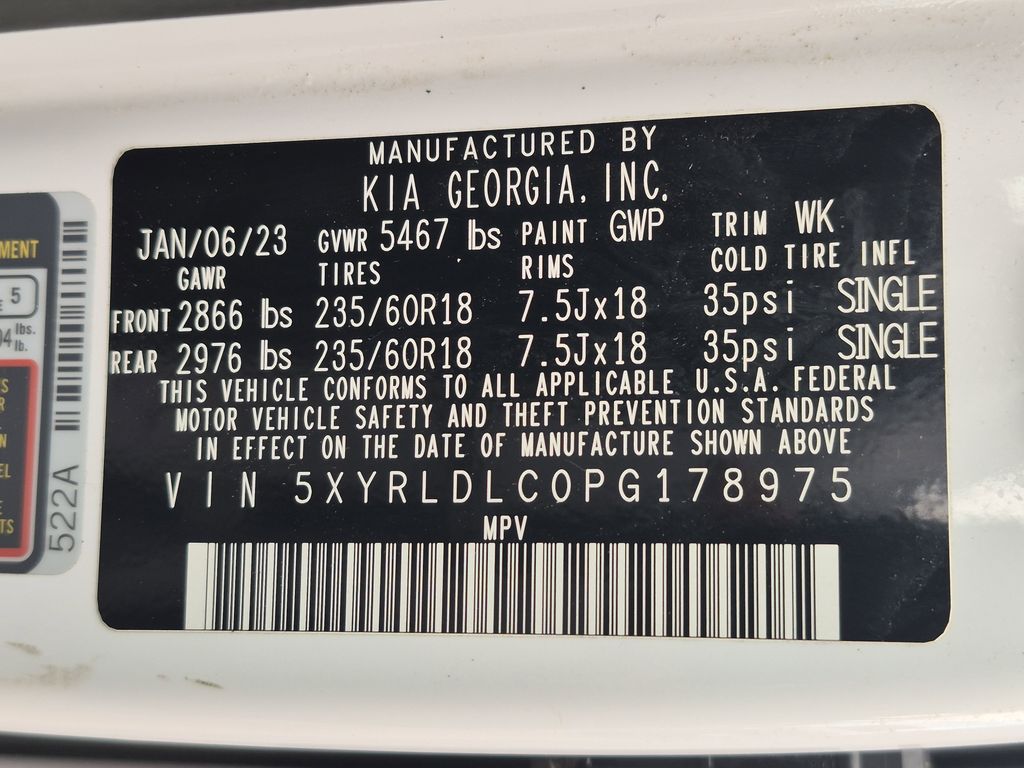 MANUFACTURED BY
KIA GEORGIA, INC.
JAN/06/23 GVWR 5467 lbs PAINT GWP TRIM WK
GAWR TIRES RIMS COLD TIRE INFL
FRONT 2866 lbs 235/60R18 7.5Jx18 35psi SINGLE
REAR 2976 lbs 235/60R18 7.5Jx18 35psi SINGLE
THIS VEHICLE CONFORMS TO ALL APPLICABLE U.S.A. FEDERAL
MOTOR VEHICLE SAFETY AND THEFT PREVENTION STANDARDS
IN EFFECT ON THE DATE OF MANUFACTURE SHOWN ABOVE
VIN 5XYRLDLC0PG178975
MPV
5
lbs.
lb.
522A